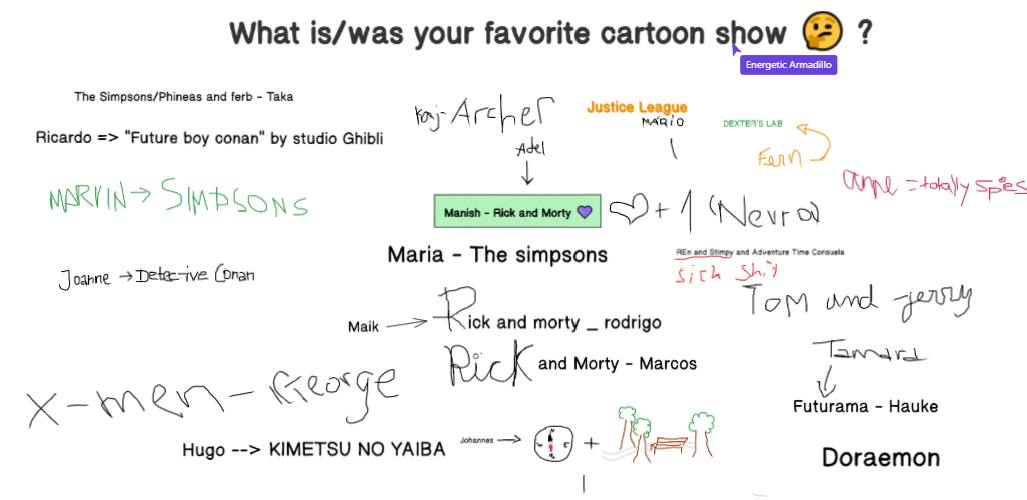 What is/was your favorite cartoon show 🤔 ?
Energetic Armadillo
The Simpsons/Phineas and ferb - Taka
Ricardo => "Future boy conan" by studio Ghibli
Kaj-Archer
Justice League
MARIO
DEXTER'S LAB
Fern
Adel
anne = totally spies
MARVIN → SIMPSONS
Manish - Rick and Morty 💜
♡ + 1 (Nevra)
Maria - The simpsons
REn and Stimpy and Adventure Time Consuela
Sick Shit
Joanne → Detective Conan
Tom and jerry
Maik → Rick and morty _ rodrigo
Rick and Morty - Marcos
Tamara
X-men-George
Futurama - Hauke
Hugo --> KIMETSU NO YAIBA
Johannes → +
Doraemon